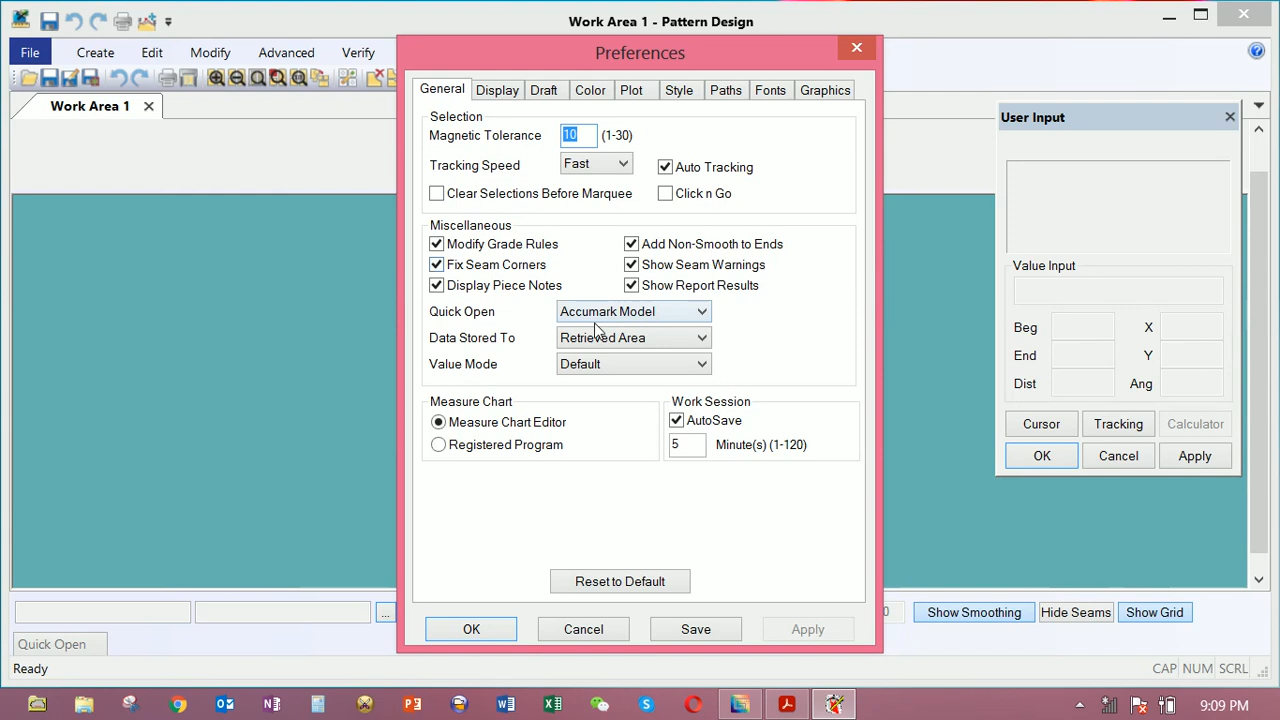 Work Area 1 - Pattern Design
File Create Edit Modify Advanced Verify
Work Area 1
Preferences
General Display Draft Color Plot Style Paths Fonts Graphics
Selection
Magnetic Tolerance 10 (1-30)
Tracking Speed Fast Auto Tracking
Clear Selections Before Marquee Click n Go
Miscellaneous
Modify Grade Rules Add Non-Smooth to Ends
Fix Seam Corners Show Seam Warnings
Display Piece Notes Show Report Results
Quick Open Accumark Model
Data Stored To Retrieved Area
Value Mode Default
Measure Chart Work Session
Measure Chart Editor AutoSave
Registered Program 5 Minute(s) (1-120)
Reset to Default
OK Cancel Save Apply
User Input
Value Input
Beg X
End Y
Dist Ang
Cursor Tracking Calculator
OK Cancel Apply
... 0 Show Smoothing Hide Seams Show Grid
Quick Open
Ready CAP NUM SCRL
9:09 PM